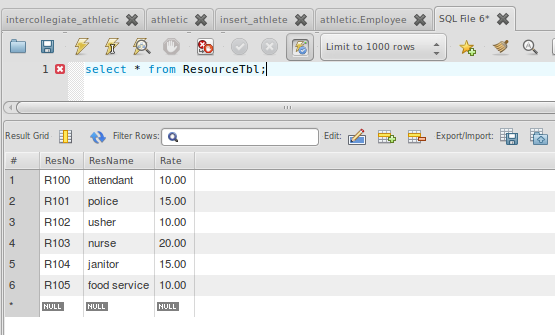 intercollegiate_athletic athletic insert_athlete athletic.Employee SQL File 6*
Limit to 1000 rows
1 select * from ResourceTbl;
Result Grid Filter Rows: Edit: Export/Import:
# ResNo ResName Rate
1 R100 attendant 10.00
2 R101 police 15.00
3 R102 usher 10.00
4 R103 nurse 20.00
5 R104 janitor 15.00
6 R105 food service 10.00
* NULL NULL NULL